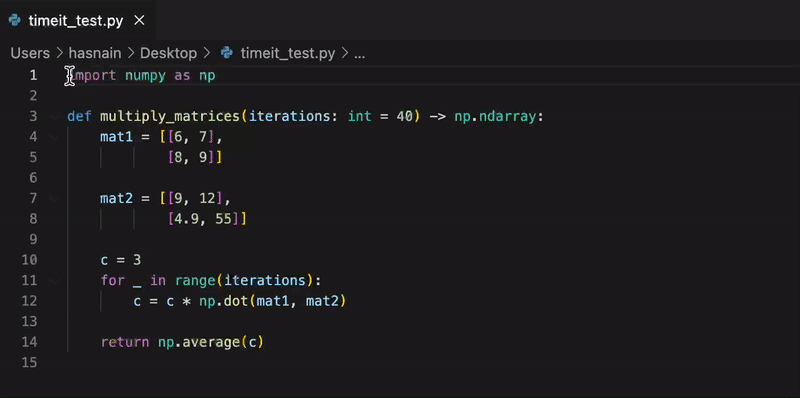 timeit_test.py ×
Users > hasnain > Desktop > timeit_test.py > ...
1 import numpy as np
2
3 def multiply_matrices(iterations: int = 40) -> np.ndarray:
4     mat1 = [[6, 7],
5             [8, 9]]
6
7     mat2 = [[9, 12],
8             [4.9, 55]]
9
10     c = 3
11     for _ in range(iterations):
12         c = c * np.dot(mat1, mat2)
13
14     return np.average(c)
15